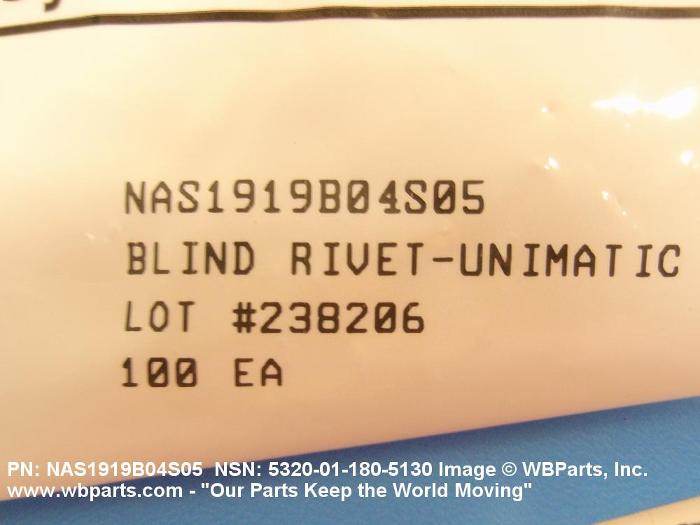 NAS1919B04S05
BLIND RIVET-UNIMATIC
LOT #238206
100 EA
PN: NAS1919B04S05 NSN: 5320-01-180-5130 Image © WBParts, Inc.
www.wbparts.com - "Our Parts Keep the World Moving"